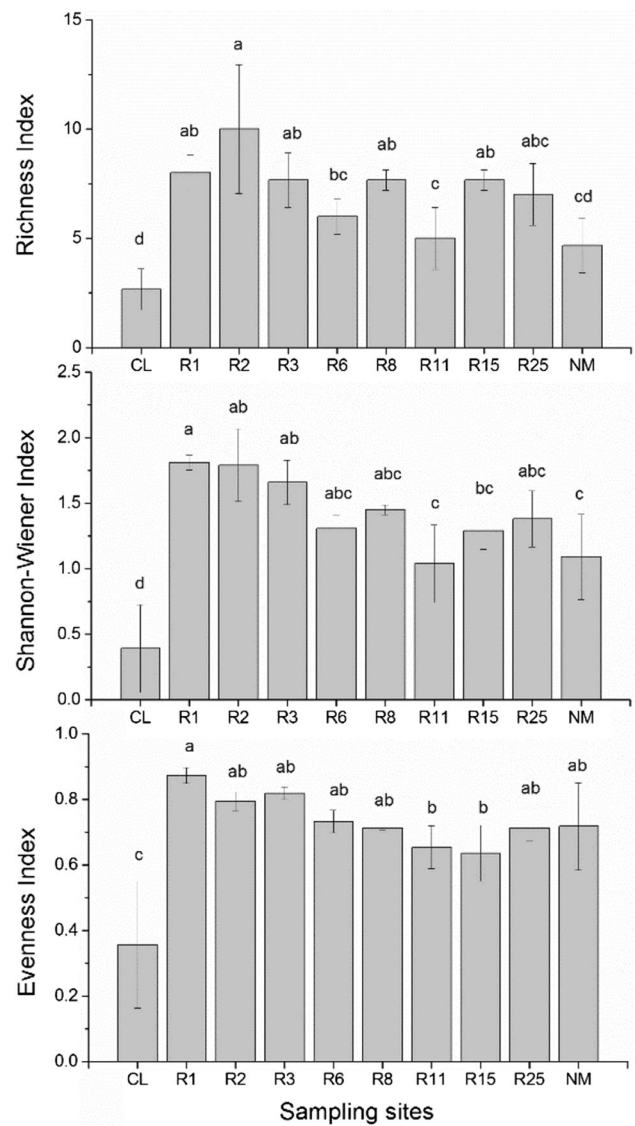 Richness Index
15
10
5
0
d
ab
a
ab
bc
ab
c
ab
abc
cd
CL R1 R2 R3 R6 R8 R11 R15 R25 NM
Shannon-Wiener Index
2.5
2.0
1.5
1.0
0.5
0.0
d
a
ab
ab
abc
abc
c
bc
abc
c
CL R1 R2 R3 R6 R8 R11 R15 R25 NM
Evenness Index
1.0
0.8
0.6
0.4
0.2
0.0
c
a
ab
ab
ab
ab
b
b
ab
ab
CL R1 R2 R3 R6 R8 R11 R15 R25 NM
Sampling sites